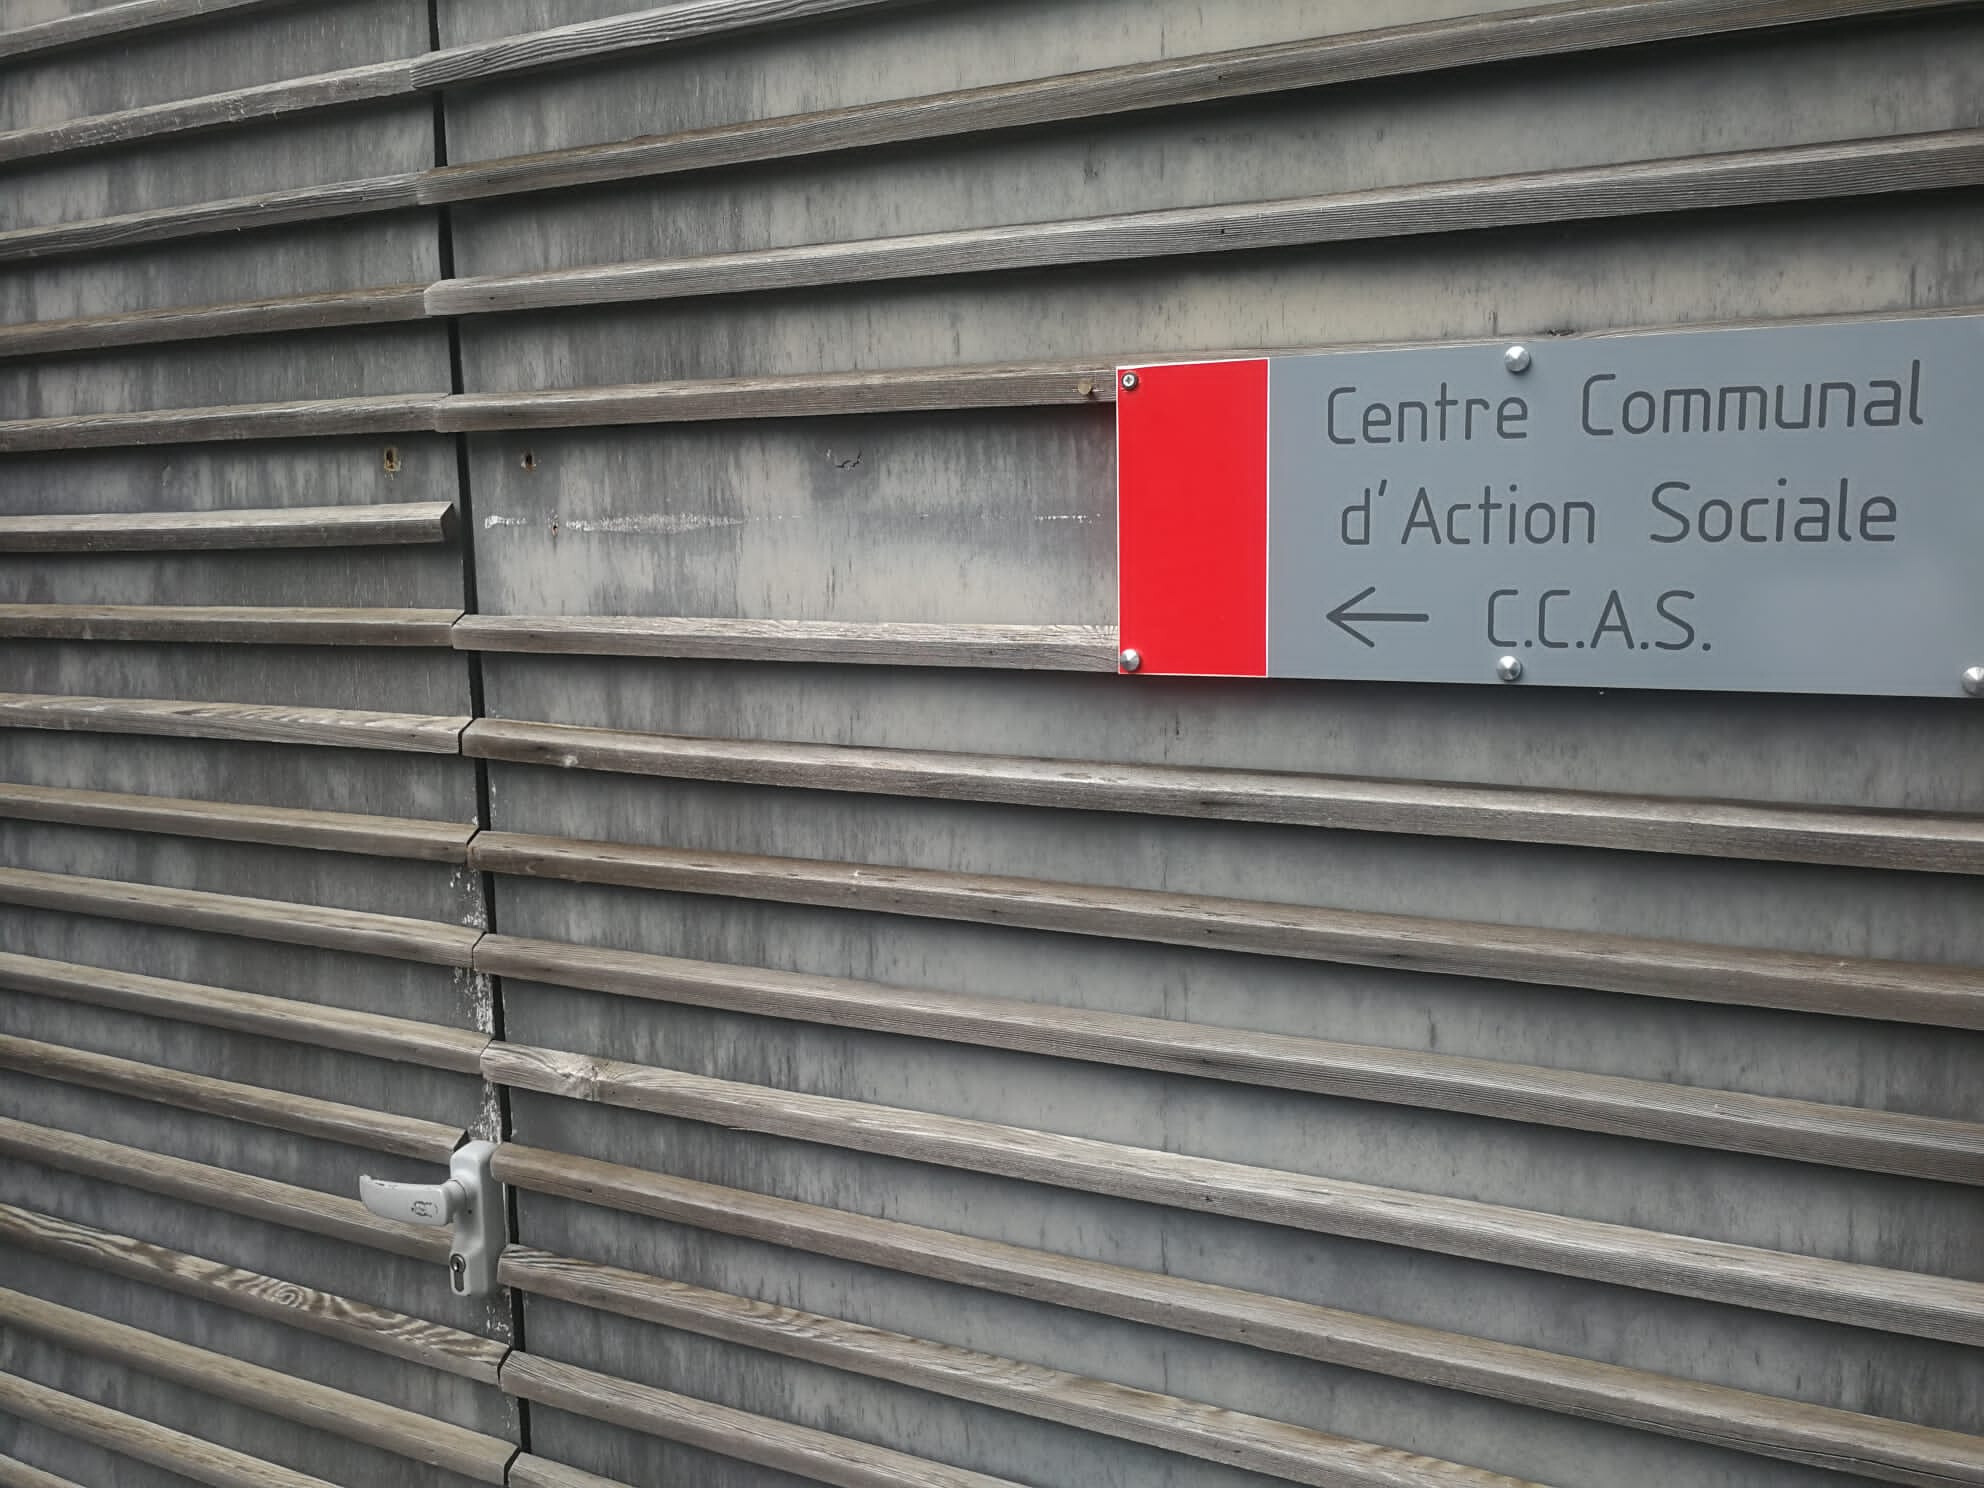 Centre Communal
d'Action Sociale
← C.C.A.S.